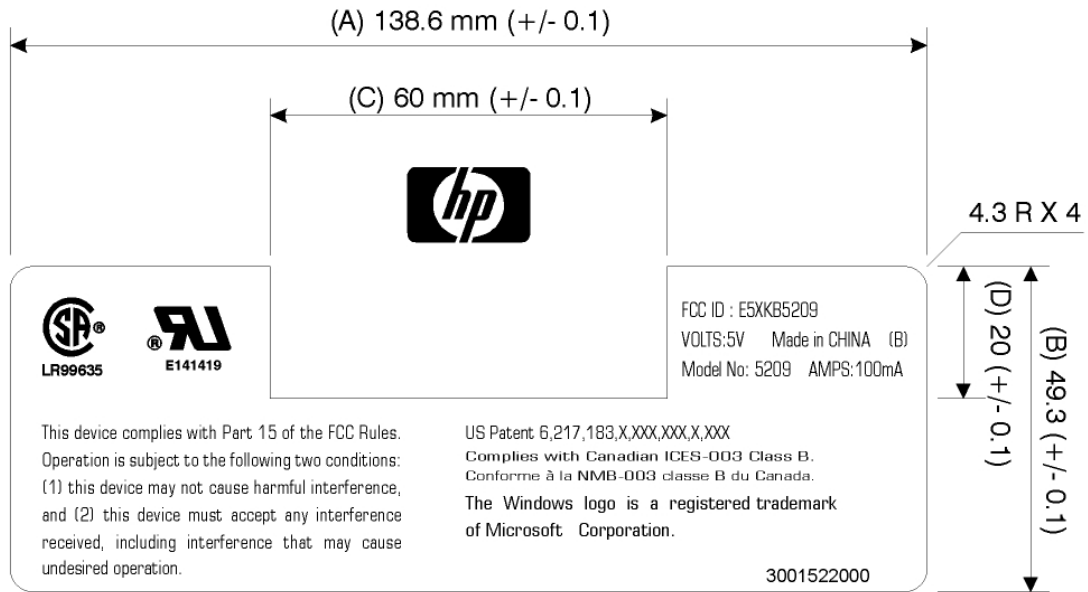 (A) 138.6 mm (+/- 0.1)
(C) 60 mm (+/- 0.1)
hp
4.3 R X 4
(D) 20 (+/- 0.1)
(B) 49.3 (+/- 0.1)
SA ®
LR99635
® RU
E141419
FCC ID : E5XKB5209
VOLTS:5V Made in CHINA (B)
Model No: 5209 AMPS:100mA
This device complies with Part 15 of the FCC Rules.
Operation is subject to the following two conditions:
(1) this device may not cause harmful interference,
and (2) this device must accept any interference
received, including interference that may cause
undesired operation.
US Patent 6,217,183,X,XXX,XXX,X,XXX
Complies with Canadian ICES-003 Class B.
Conforme à la NMB-003 classe B du Canada.
The Windows logo is a registered trademark
of Microsoft Corporation.
3001522000